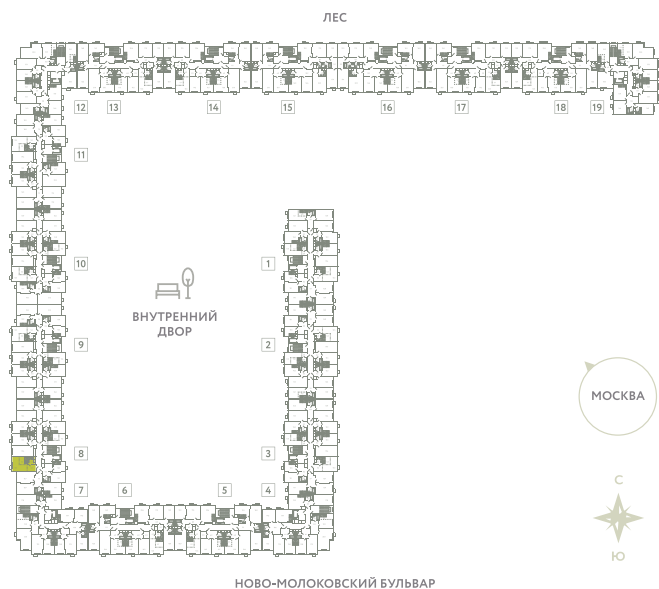 ЛЕС
12 13 14 15 16 17 18 19
11
10 1
ВНУТРЕННИЙ
ДВОР
9 2
МОСКВА
8 3
С
7 6 5 4
Ю
НОВО-МОЛОКОВСКИЙ БУЛЬВАР